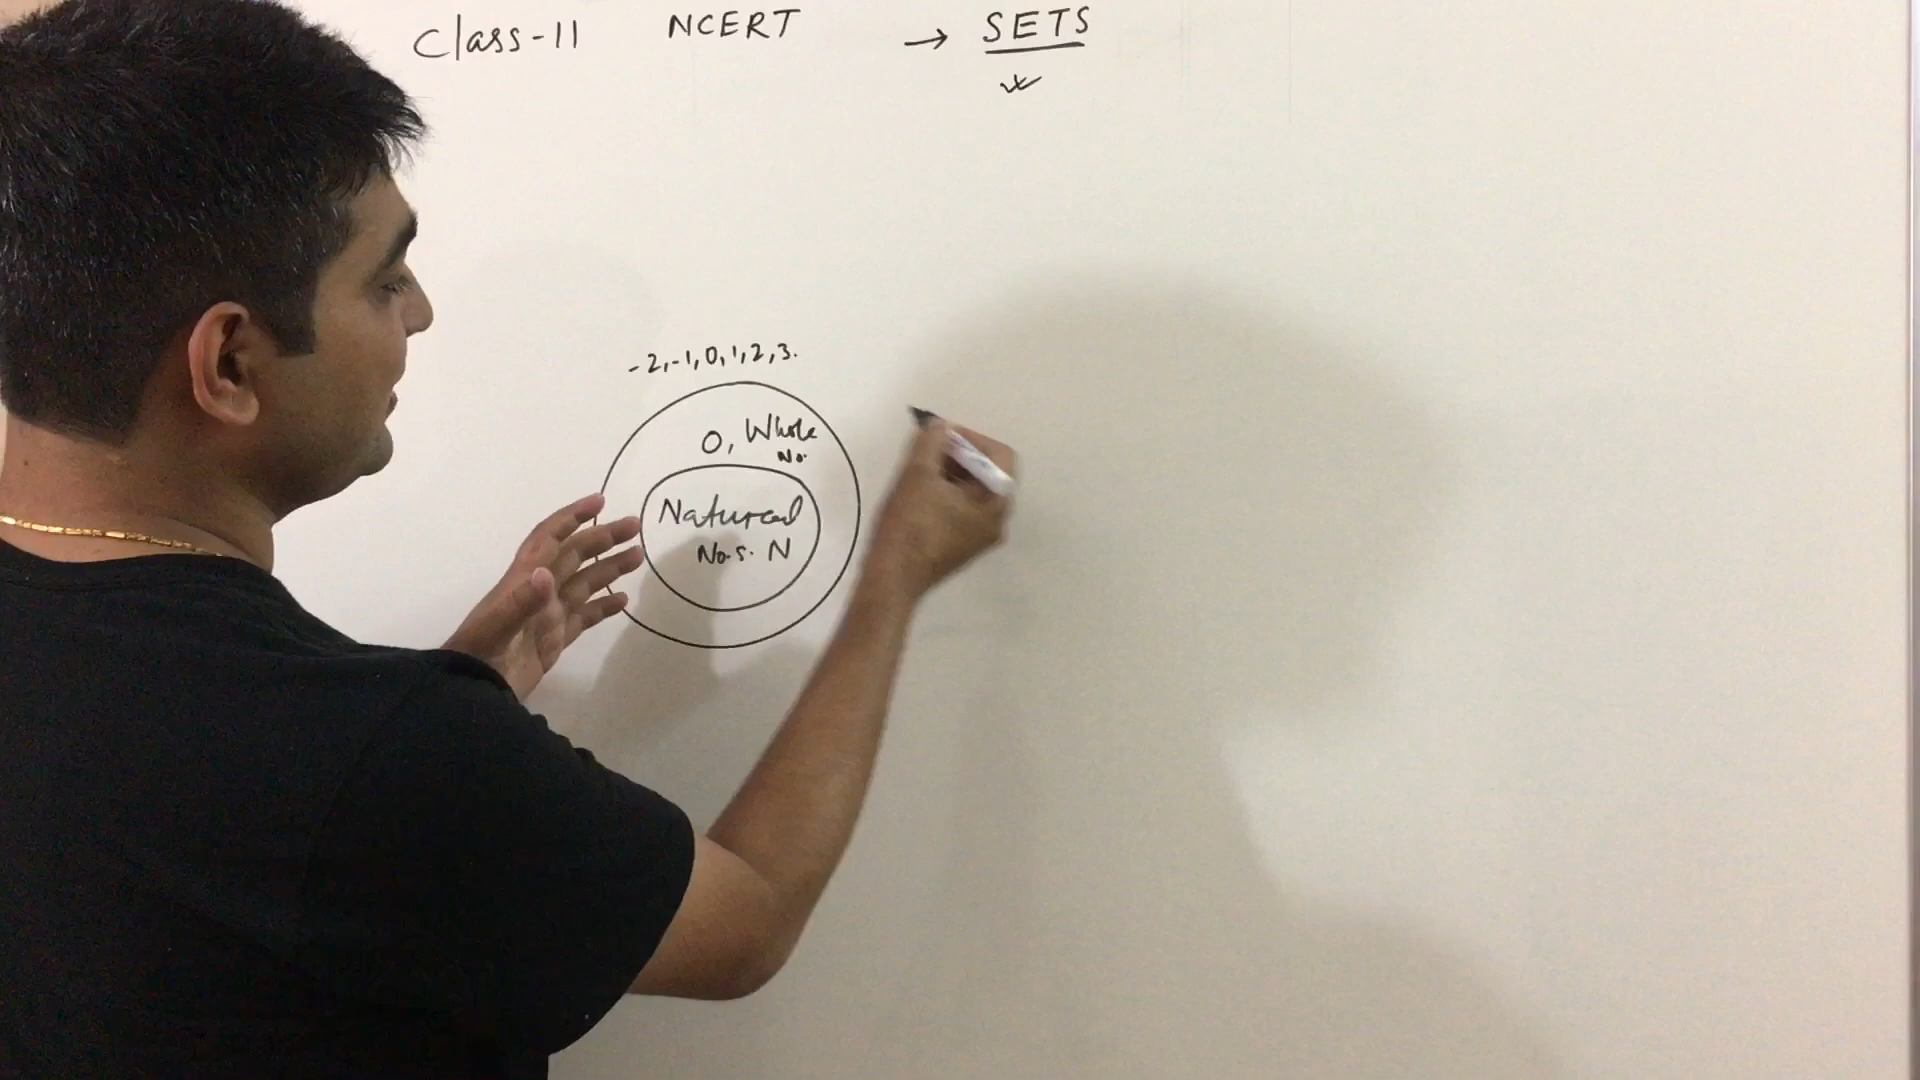 Class-11 NCERT → SETS
-2,-1,0,1,2,3.
0, Whole
No.
Natural
No.s. N